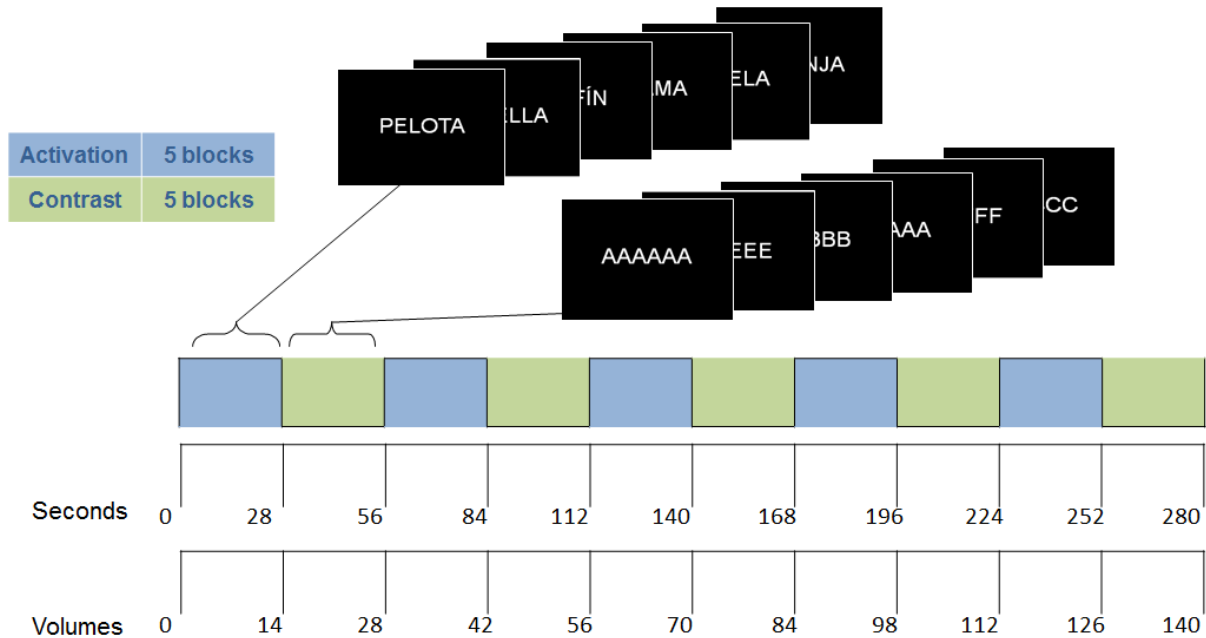 NJA
ELA
AMA
FÍN
ELLA
PELOTA
Activation 5 blocks
Contrast 5 blocks
CC
FF
AAA
BBB
EEE
AAAAAA
Seconds 0 28 56 84 112 140 168 196 224 252 280
Volumes 0 14 28 42 56 70 84 98 112 126 140